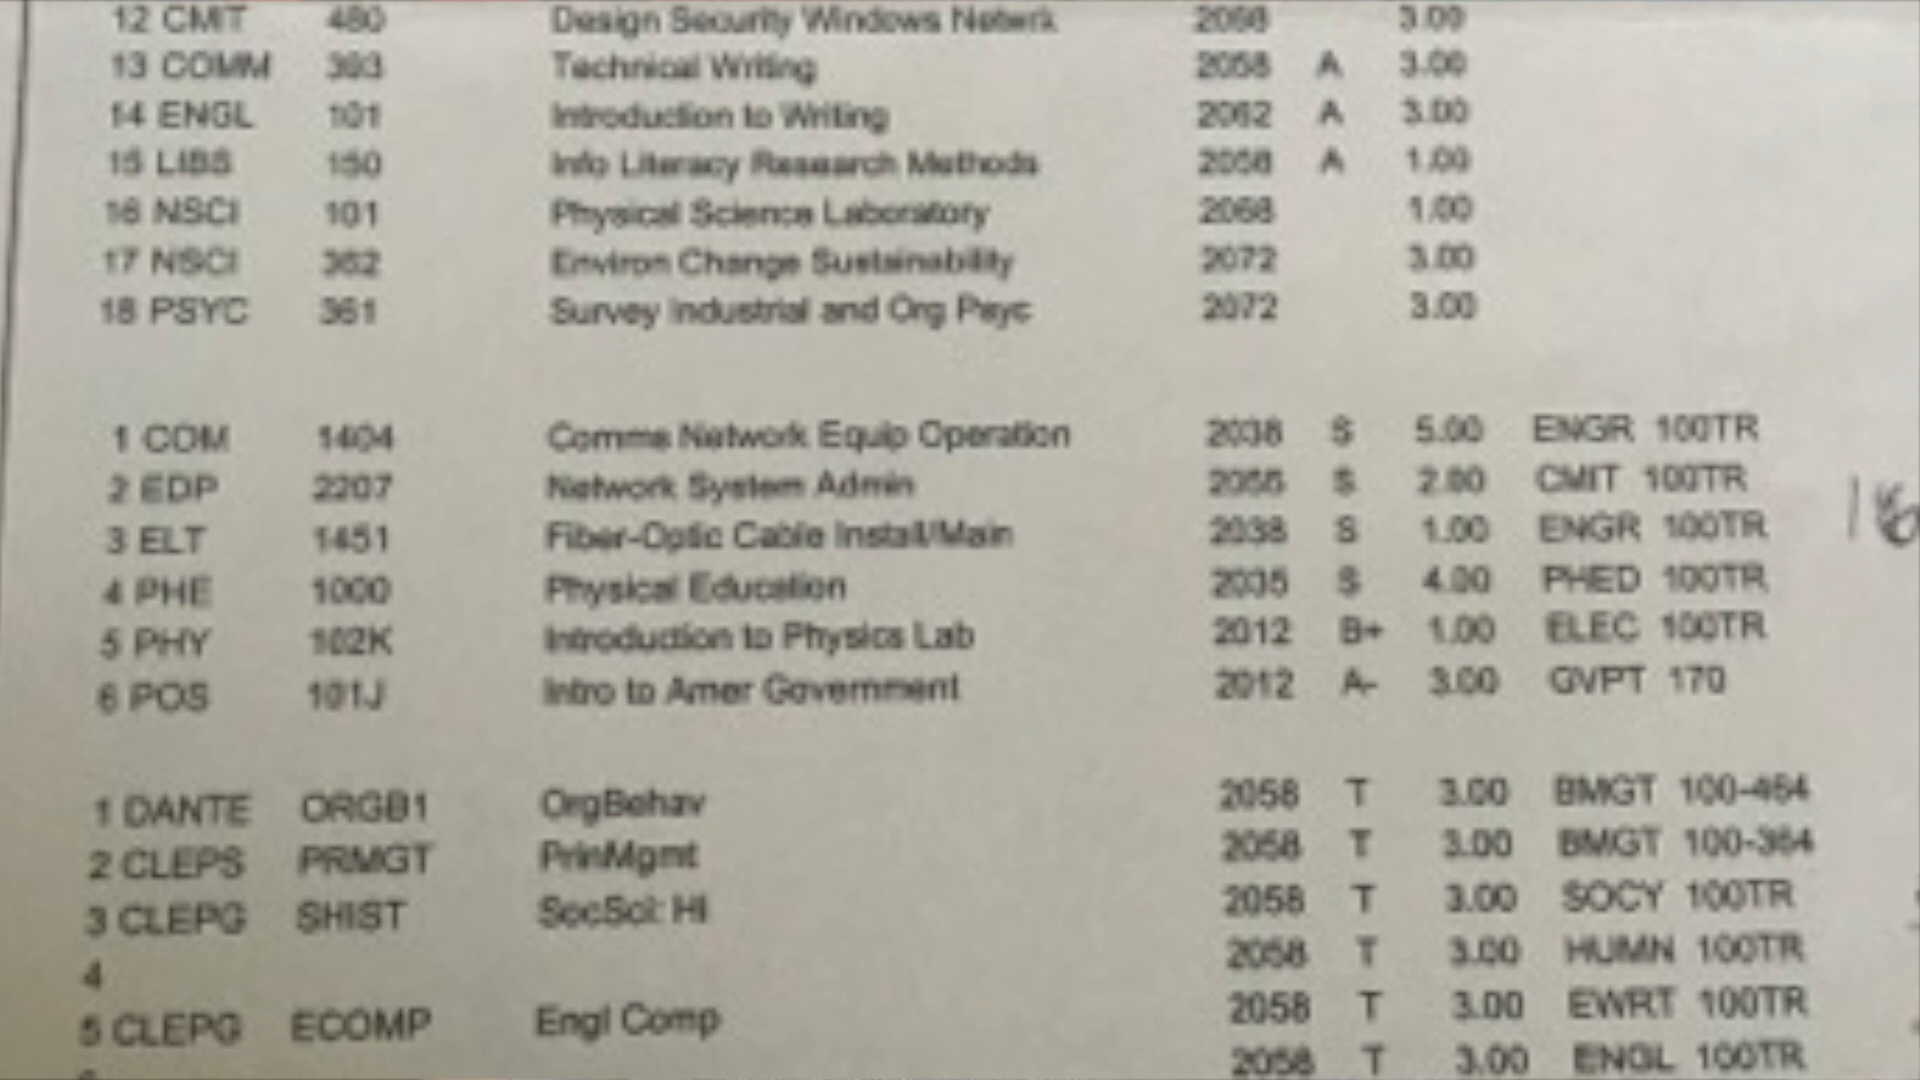 12 CMIT 480 Design Security Windows Netwrk 2068 3.00
13 COMM 393 Technical Writing 2058 A 3.00
14 ENGL 101 Introduction to Writing 2062 A 3.00
15 LIBS 150 Info Literacy Research Methods 2058 A 1.00
16 NSCI 101 Physical Science Laboratory 2068 1.00
17 NSCI 362 Environ Change Sustainability 2072 3.00
18 PSYC 361 Survey Industrial and Org Psyc 2072 3.00
1 COM 1404 Comms Network Equip Operation 2038 S 5.00 ENGR 100TR
2 EDP 2207 Network System Admin S 2.00 CMIT 100TR
3 ELT 1451 Fiber-Optic Cable Install/Main 2038 S 1.00 ENGR 100TR
4 PHE 1000 Physical Education 2035 S 4.00 PHED 100TR
5 PHY 102K Introduction to Physics Lab 2012 B+ 1.00 ELEC 100TR
6 POS 101J Intro to Amer Government 2012 A- 3.00 GVPT 170
1 DANTE ORGB1 OrgBehav 2058 T 3.00 BMGT 100-464
2 CLEPS PRMGT PrinMgmt 2058 T 3.00 BMGT 100-364
3 CLEPG SHIST SocSci: Hi 2058 T 3.00 SOCY 100TR
4 2058 T 3.00 HUMN 100TR
5 CLEPG ECOMP Engl Comp 2058 T 3.00 EWRT 100TR
2058 T 3.00 ENGL 100TR